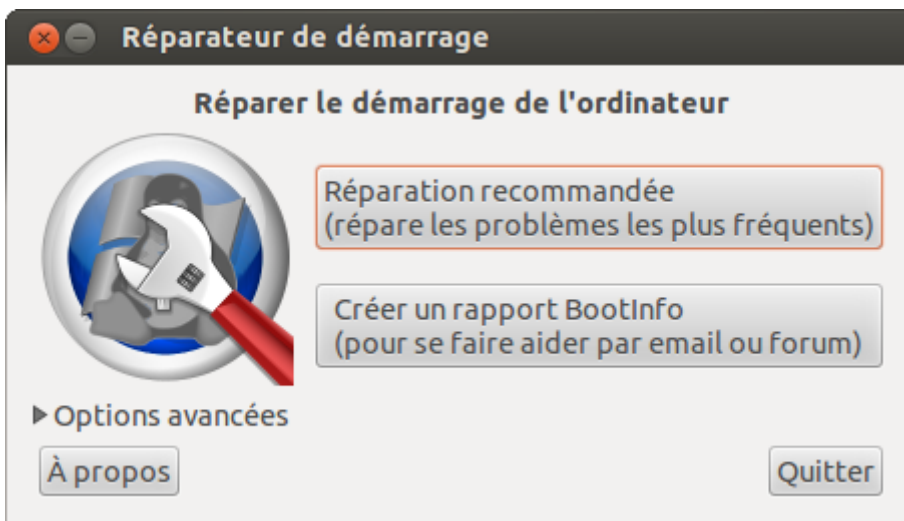 Réparateur de démarrage
Réparer le démarrage de l'ordinateur
Réparation recommandée
(répare les problèmes les plus fréquents)
Créer un rapport BootInfo
(pour se faire aider par email ou forum)
Options avancées
À propos
Quitter